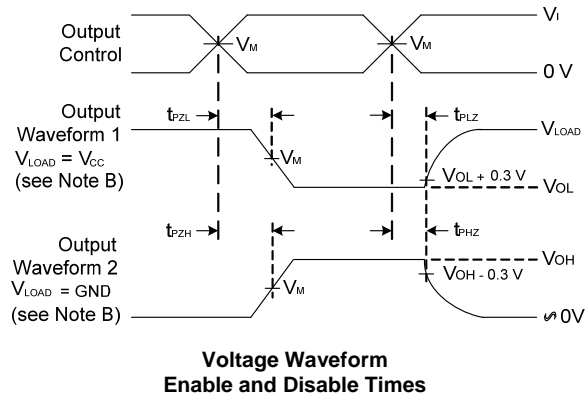 Output
Control
VM
VM
VI
0 V
Output
Waveform 1
VLOAD = VCC
(see Note B)
tPZL
tPLZ
VLOAD
VM
VOL + 0.3 V
VOL
tPZH
tPHZ
Output
Waveform 2
VLOAD = GND
(see Note B)
VOH
VOH - 0.3 V
VM
0V
Voltage Waveform
Enable and Disable Times